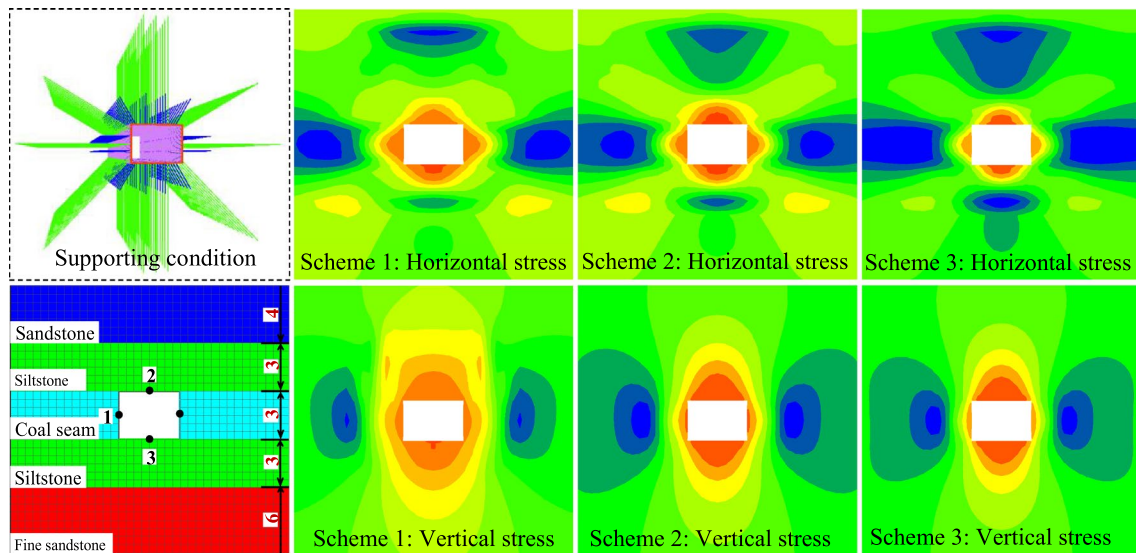 Supporting condition
Scheme 1: Horizontal stress
Scheme 2: Horizontal stress
Scheme 3: Horizontal stress
Sandstone
4
Siltstone
3
2
1
Coal seam
3
3
Siltstone
3
Fine sandstone
6
Scheme 1: Vertical stress
Scheme 2: Vertical stress
Scheme 3: Vertical stress